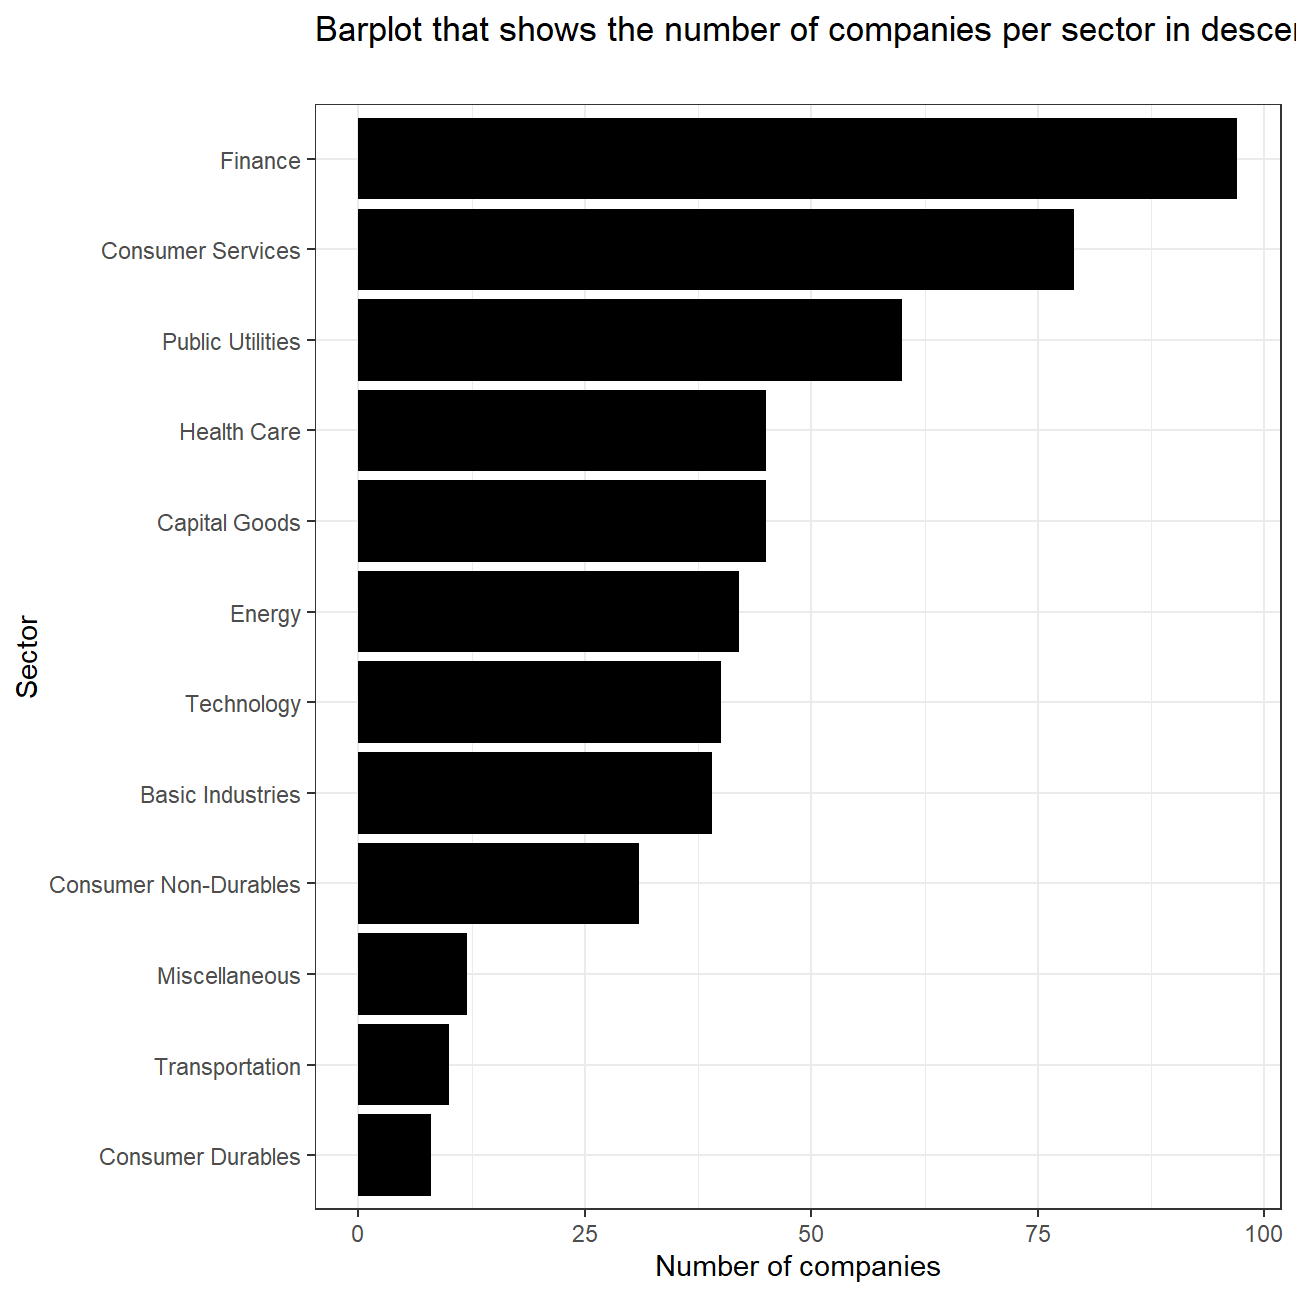 Barplot that shows the number of companies per sector in descer
Finance
Consumer Services
Public Utilities
Health Care
Capital Goods
Energy
Technology
Basic Industries
Consumer Non-Durables
Miscellaneous
Transportation
Consumer Durables
Sector
0 25 50 75 100
Number of companies